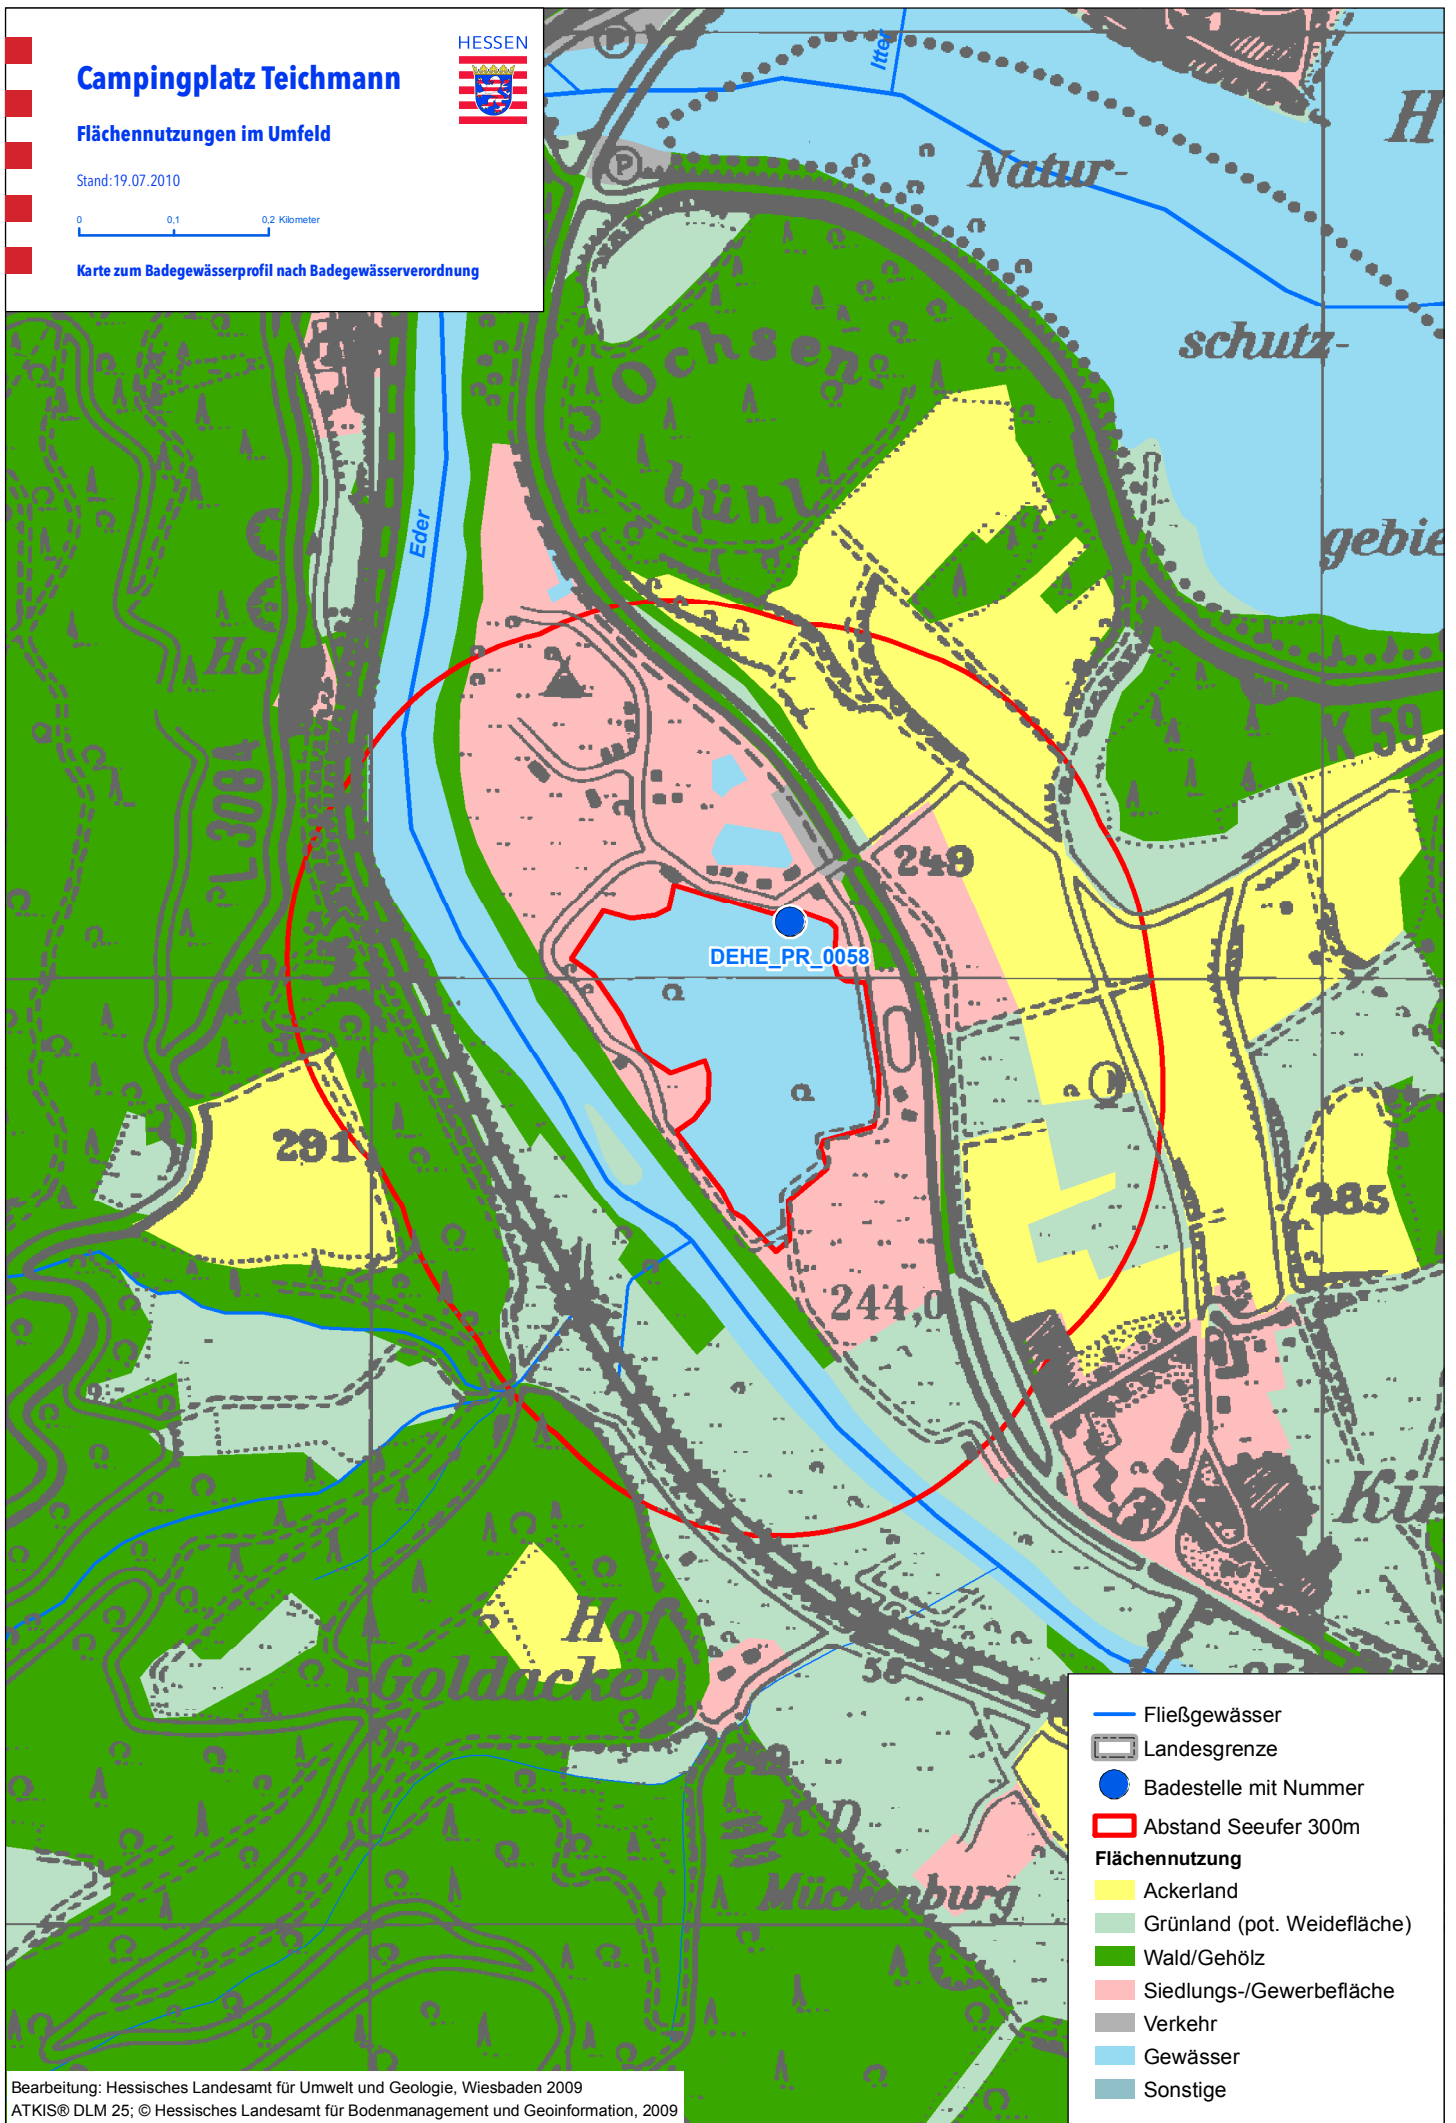 HESSEN
Campingplatz Teichmann
Flächennutzungen im Umfeld
Stand:19.07.2010
0 0,1 0,2 Kilometer
Karte zum Badegewässerprofil nach Badegewässerverordnung
Itter
P
P
H
Natur-
schutz-
gebie
Ochsen-
bühl
Eder
Hs
L 3084
K 59
249
DEHE_PR_0058
291
285
244,0
Hof
Goldacker
58
Müchenburg
Fließgewässer
Landesgrenze
Badestelle mit Nummer
Abstand Seeufer 300m
Flächennutzung
Ackerland
Grünland (pot. Weidefläche)
Wald/Gehölz
Siedlungs-/Gewerbefläche
Verkehr
Gewässer
Sonstige
Bearbeitung: Hessisches Landesamt für Umwelt und Geologie, Wiesbaden 2009
ATKIS® DLM 25; © Hessisches Landesamt für Bodenmanagement und Geoinformation, 2009